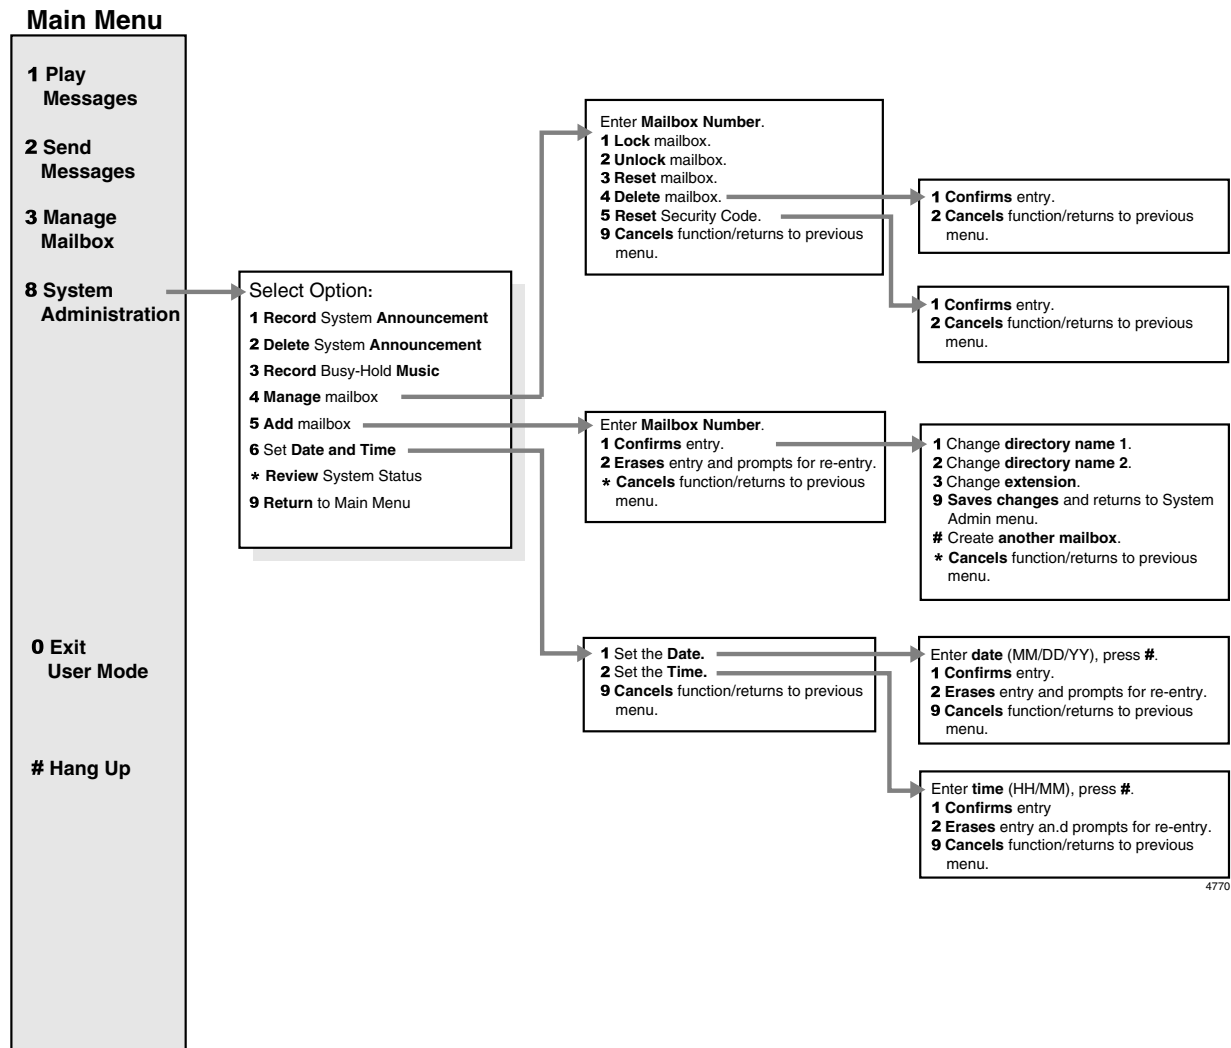 Main Menu
1 Play
Messages
2 Send
Messages
3 Manage
Mailbox
8 System
Administration
0 Exit
User Mode
# Hang Up
Select Option:
1 Record System Announcement
2 Delete System Announcement
3 Record Busy-Hold Music
4 Manage mailbox
5 Add mailbox
6 Set Date and Time
* Review System Status
9 Return to Main Menu
Enter Mailbox Number.
1 Lock mailbox.
2 Unlock mailbox.
3 Reset mailbox.
4 Delete mailbox.
5 Reset Security Code.
9 Cancels function/returns to previous
menu.
1 Confirms entry.
2 Cancels function/returns to previous
menu.
1 Confirms entry.
2 Cancels function/returns to previous
menu.
Enter Mailbox Number.
1 Confirms entry.
2 Erases entry and prompts for re-entry.
* Cancels function/returns to previous
menu.
1 Change directory name 1.
2 Change directory name 2.
3 Change extension.
9 Saves changes and returns to System
Admin menu.
# Create another mailbox.
* Cancels function/returns to previous
menu.
1 Set the Date.
2 Set the Time.
9 Cancels function/returns to previous
menu.
Enter date (MM/DD/YY), press #.
1 Confirms entry.
2 Erases entry and prompts for re-entry.
9 Cancels function/returns to previous
menu.
Enter time (HH/MM), press #.
1 Confirms entry
2 Erases entry an.d prompts for re-entry.
9 Cancels function/returns to previous
menu.
4770